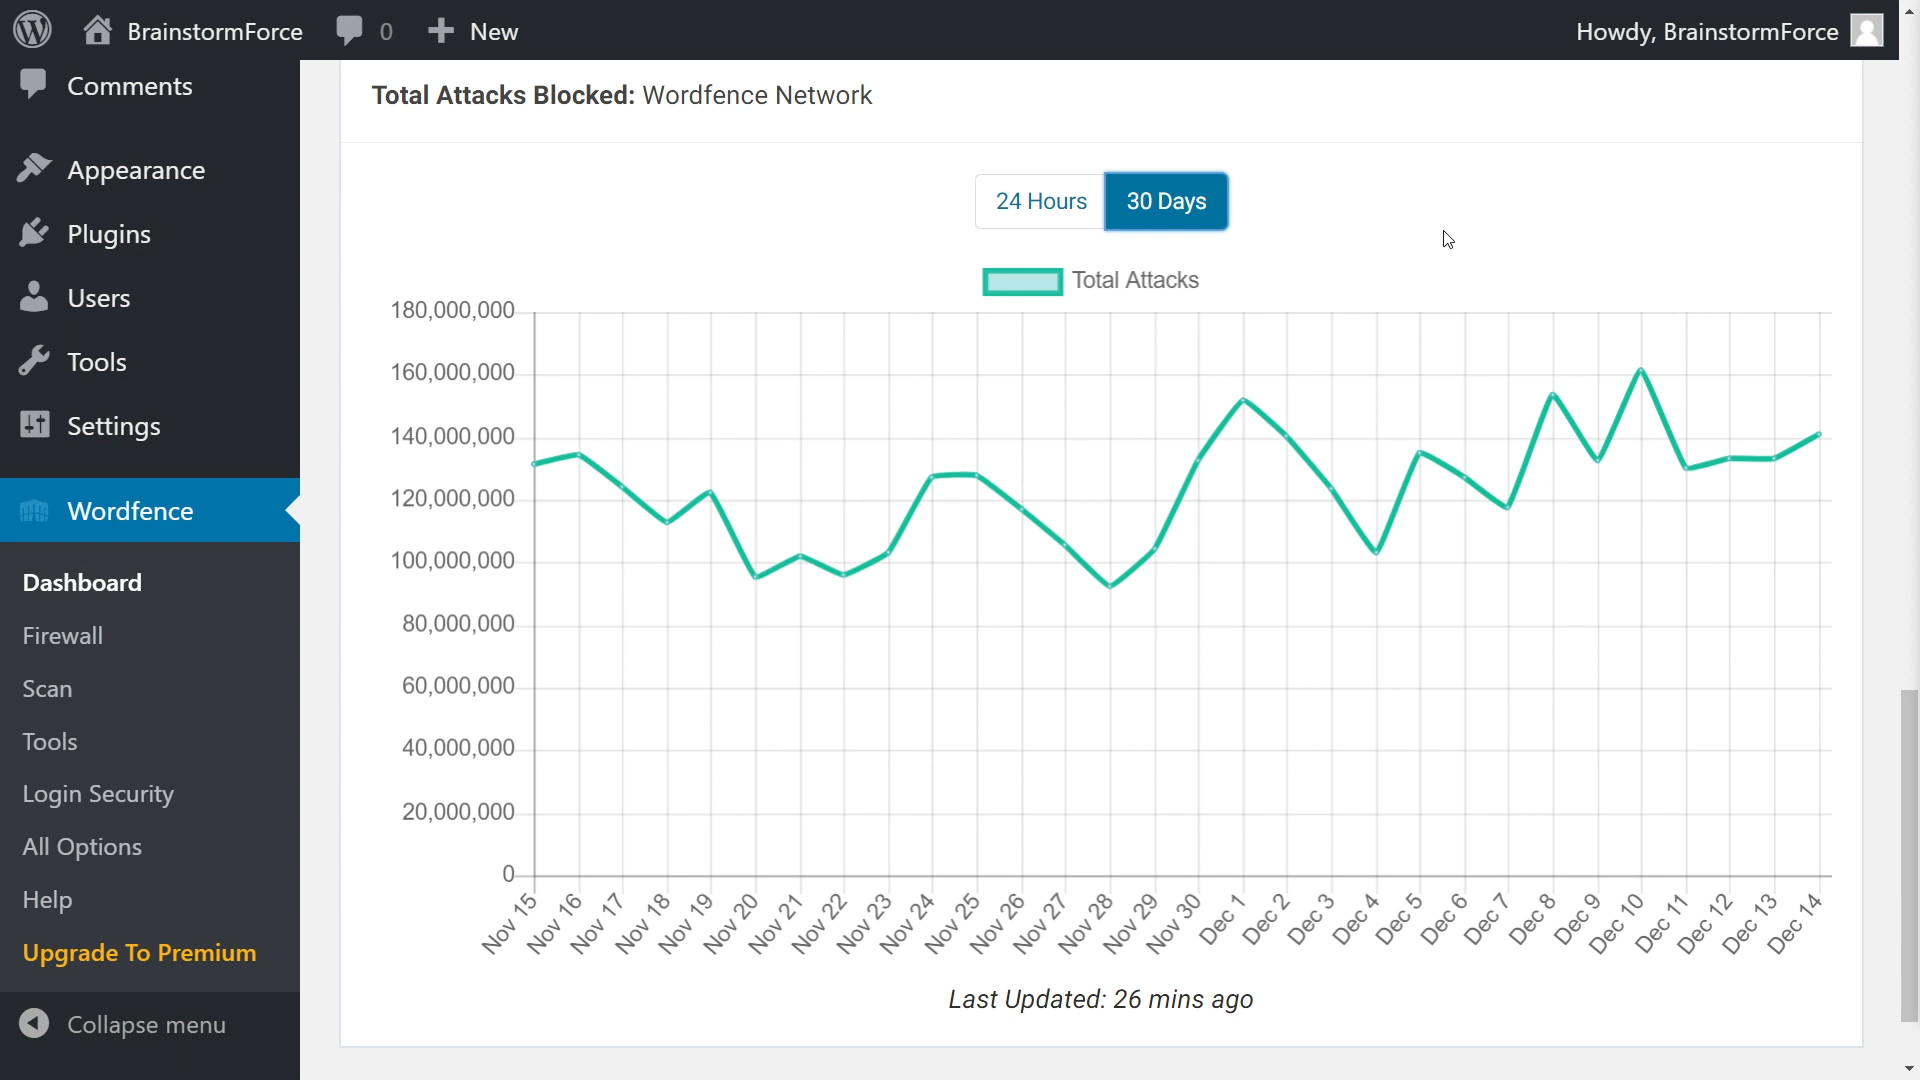 BrainstormForce
0
New
Howdy, BrainstormForce
Comments
Appearance
Plugins
Users
Tools
Settings
Wordfence
Dashboard
Firewall
Scan
Tools
Login Security
All Options
Help
Upgrade To Premium
Collapse menu
Total Attacks Blocked: Wordfence Network
24 Hours
30 Days
Total Attacks
180,000,000
160,000,000
140,000,000
120,000,000
100,000,000
80,000,000
60,000,000
40,000,000
20,000,000
0
Nov 15
Nov 16
Nov 17
Nov 18
Nov 19
Nov 20
Nov 21
Nov 22
Nov 23
Nov 24
Nov 25
Nov 26
Nov 27
Nov 28
Nov 29
Nov 30
Dec 1
Dec 2
Dec 3
Dec 4
Dec 5
Dec 6
Dec 7
Dec 8
Dec 9
Dec 10
Dec 11
Dec 12
Dec 13
Dec 14
Last Updated: 26 mins ago